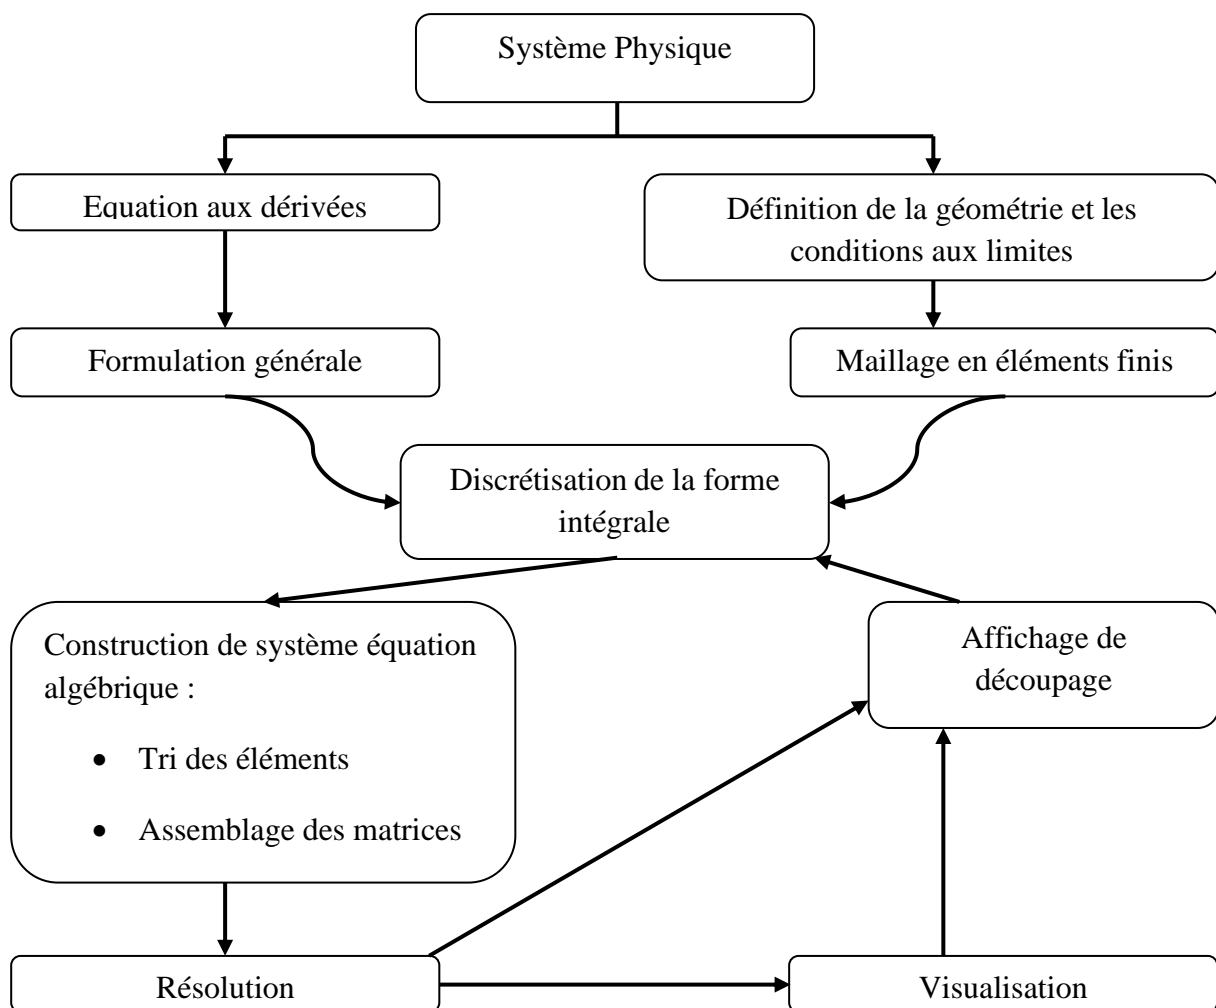 Système Physique
Equation aux dérivées
Définition de la géométrie et les
conditions aux limites
Formulation générale
Maillage en éléments finis
Discrétisation de la forme
intégrale
Construction de système équation
algébrique :
• Tri des éléments
• Assemblage des matrices
Affichage de
découpage
Résolution
Visualisation